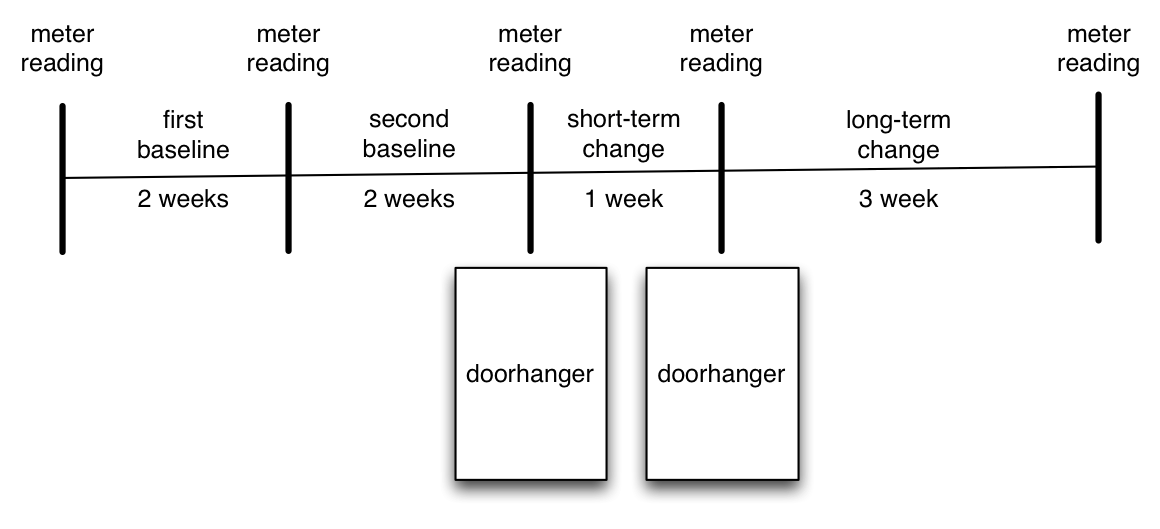 meter
reading
meter
reading
meter
reading
meter
reading
meter
reading
first
baseline
second
baseline
short-term
change
long-term
change
2 weeks
2 weeks
1 week
3 week
doorhanger
doorhanger